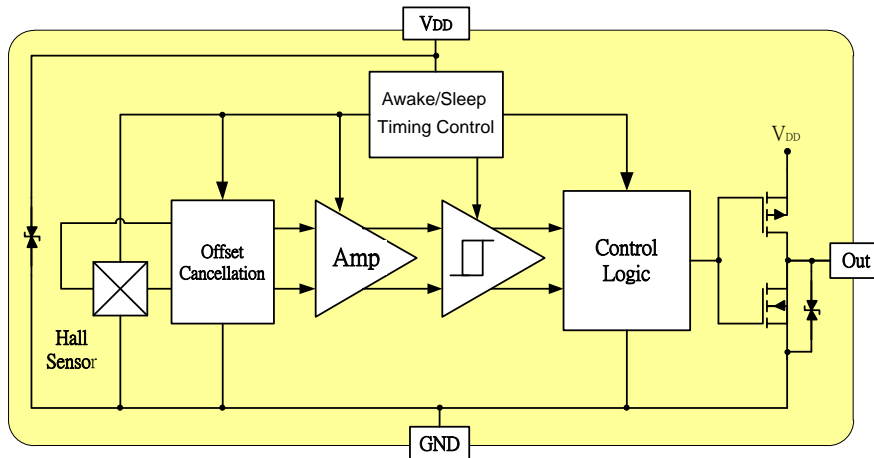 VDD
Awake/Sleep
Timing Control
VDD
Offset
Cancellation
Amp
Control
Logic
Out
Hall
Sensor
GND